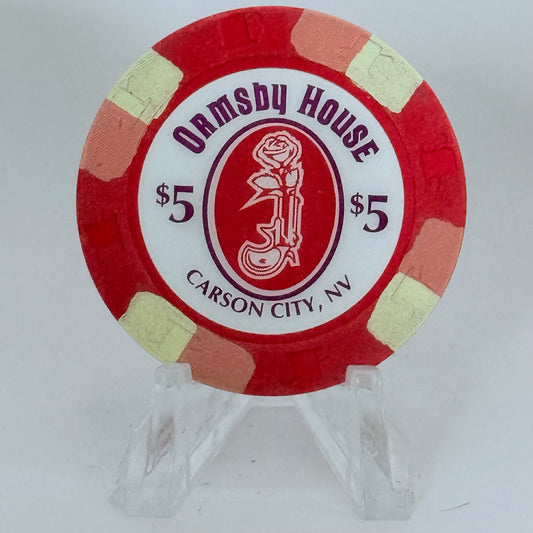 Ormsby House
$5 $5
CARSON CITY, NV